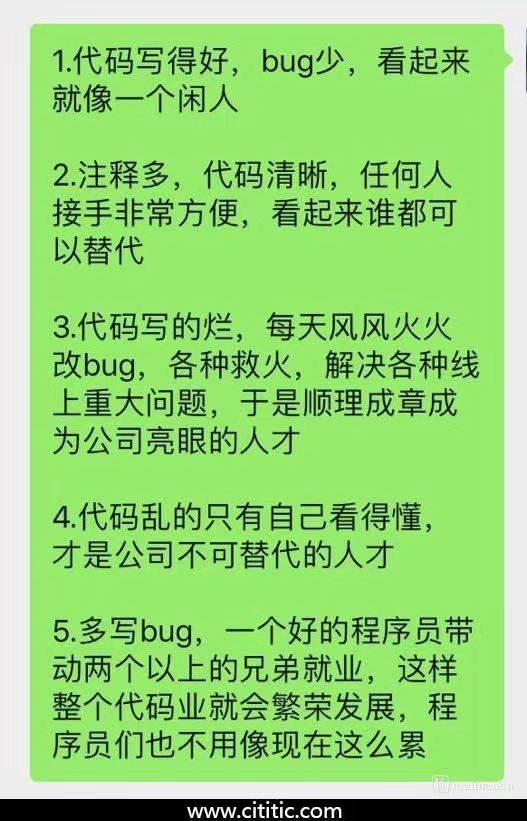 1.代码写得好，bug少，看起来
就像一个闲人
2.注释多，代码清晰，任何人
接手非常方便，看起来谁都可
以替代
3.代码写的烂，每天风风火火
改bug，各种救火，解决各种线
上重大问题，于是顺理成章成
为公司亮眼的人才
4.代码乱的只有自己看得懂，
才是公司不可替代的人才
5.多写bug，一个好的程序员带
动两个以上的兄弟就业，这样
整个代码业就会繁荣发展，程
序员们也不用像现在这么累
www.cititic.com